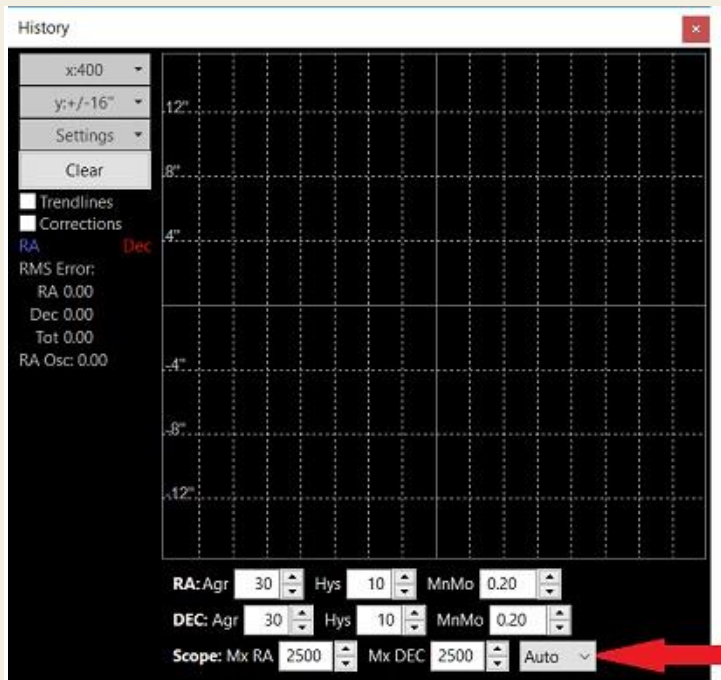 History
x:400
y:+/-16"
Settings
Clear
Trendlines
Corrections
RA Dec
RMS Error:
RA 0.00
Dec 0.00
Tot 0.00
RA Osc: 0.00
12"
8"
4"
-4"
-8"
-12"
RA: Agr 30 Hys 10 MnMo 0.20
DEC: Agr 30 Hys 10 MnMo 0.20
Scope: Mx RA 2500 Mx DEC 2500 Auto